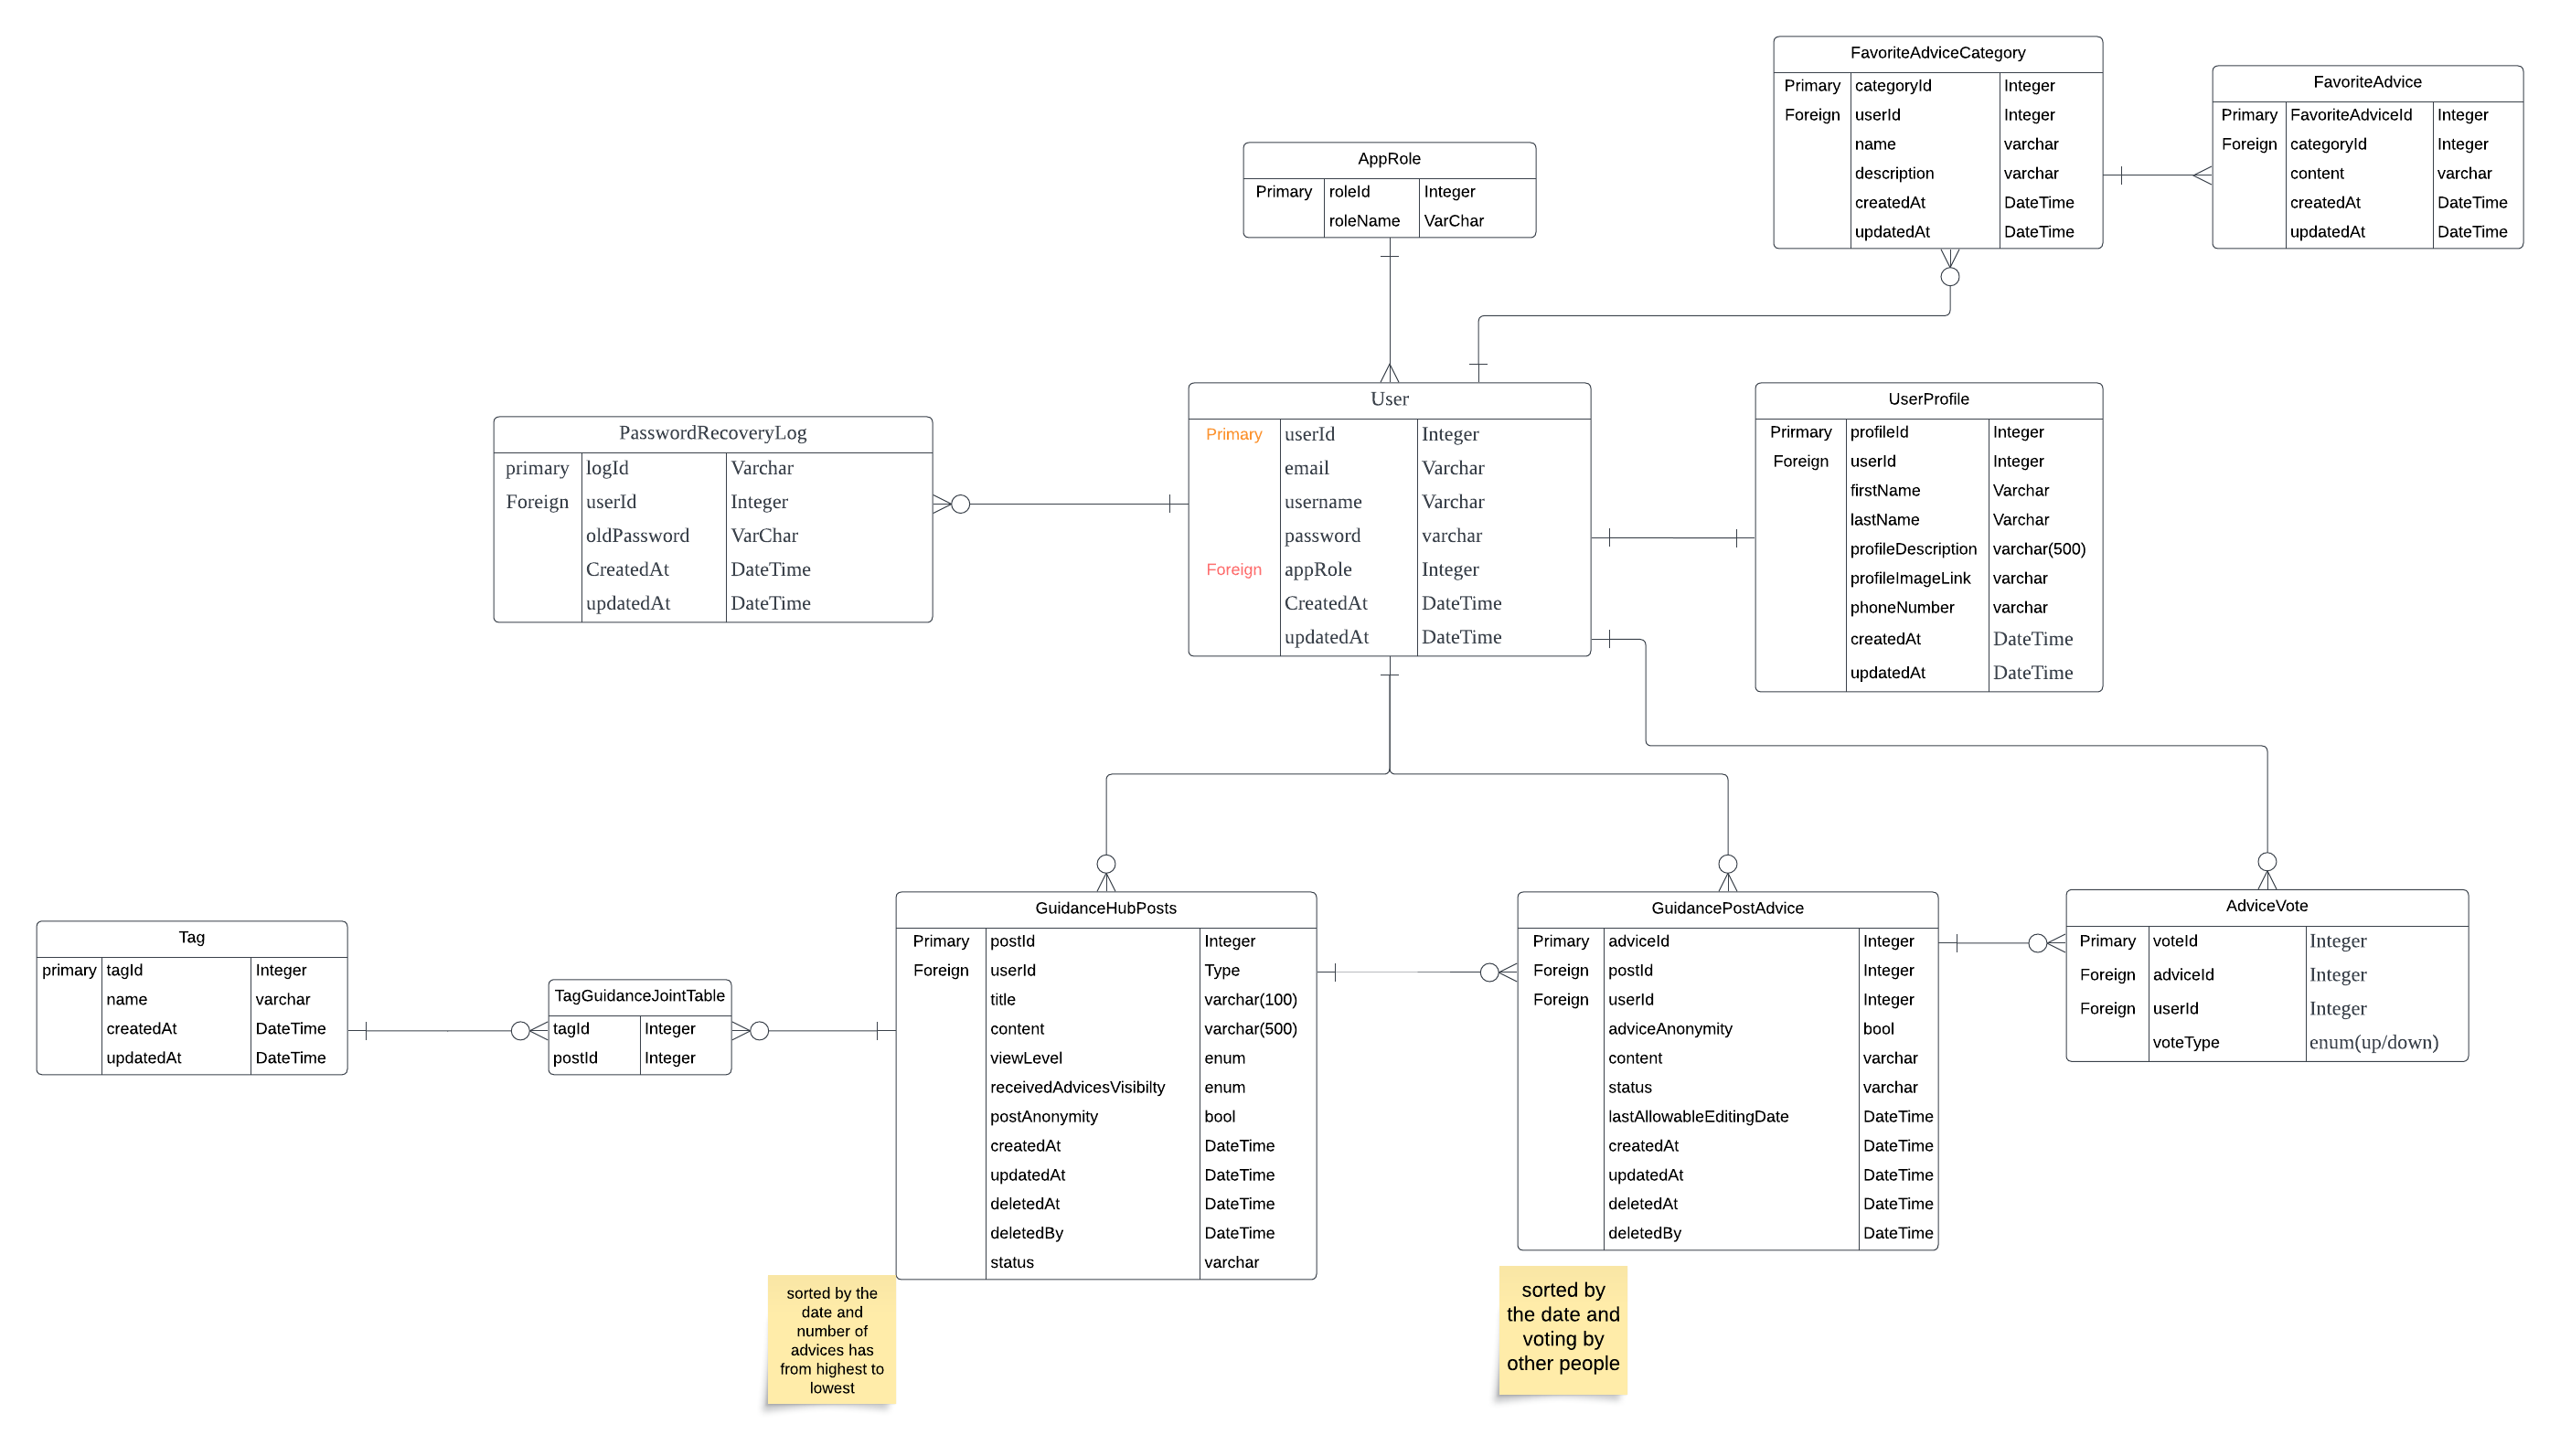 FavoriteAdviceCategory
Primary categoryId Integer
Foreign userId Integer
name varchar
description varchar
createdAt DateTime
updatedAt DateTime
FavoriteAdvice
Primary FavoriteAdviceId Integer
Foreign categoryId Integer
content varchar
createdAt DateTime
updatedAt DateTime
AppRole
Primary roleId Integer
roleName VarChar
PasswordRecoveryLog
primary logId Varchar
Foreign userId Integer
oldPassword VarChar
CreatedAt DateTime
updatedAt DateTime
User
Primary userId Integer
email Varchar
username Varchar
password varchar
Foreign appRole Integer
CreatedAt DateTime
updatedAt DateTime
UserProfile
Prirmary profileId Integer
Foreign userId Integer
firstName Varchar
lastName Varchar
profileDescription varchar(500)
profileImageLink varchar
phoneNumber varchar
createdAt DateTime
updatedAt DateTime
Tag
primary tagId Integer
name varchar
createdAt DateTime
updatedAt DateTime
TagGuidanceJointTable
tagId Integer
postId Integer
GuidanceHubPosts
Primary postId Integer
Foreign userId Type
title varchar(100)
content varchar(500)
viewLevel enum
receivedAdvicesVisibilty enum
postAnonymity bool
createdAt DateTime
updatedAt DateTime
deletedAt DateTime
deletedBy DateTime
status varchar
GuidancePostAdvice
Primary adviceId Integer
Foreign postId Integer
Foreign userId Integer
adviceAnonymity bool
content varchar
status varchar
lastAllowableEditingDate DateTime
createdAt DateTime
updatedAt DateTime
deletedAt DateTime
deletedBy DateTime
AdviceVote
Primary voteId Integer
Foreign adviceId Integer
Foreign userId Integer
voteType enum(up/down)
sorted by the
date and
number of
advices has
from highest to
lowest
sorted by
the date and
voting by
other people